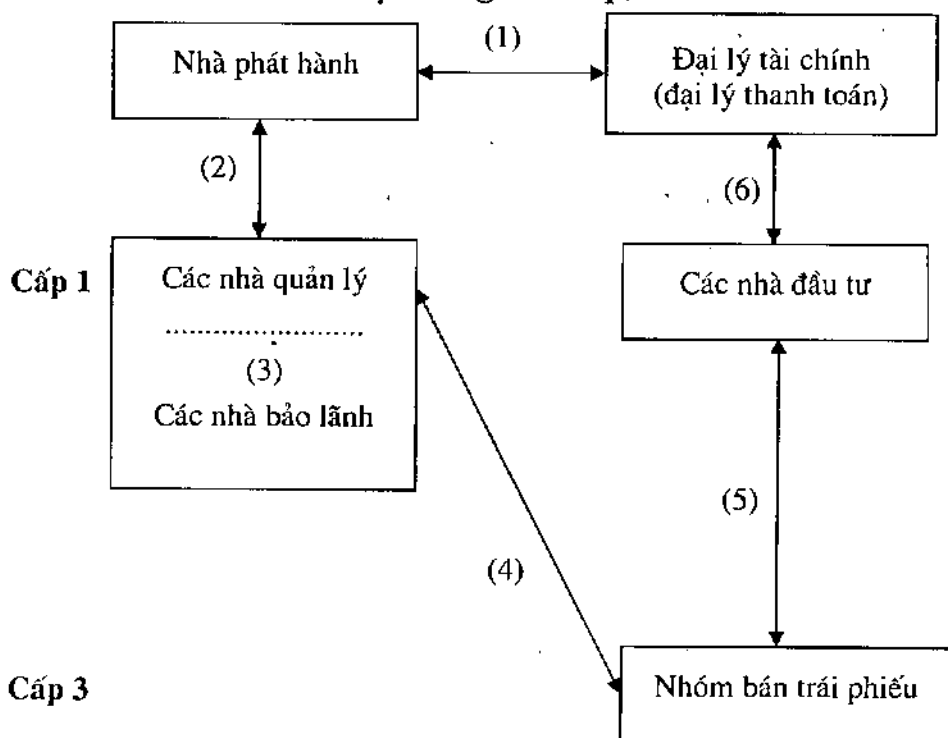 (1)
Nhà phát hành
Đại lý tài chính
(đại lý thanh toán)
(2)
(6)
Cấp 1
Các nhà quản lý
(3)
Các nhà bảo lãnh
Các nhà đầu tư
(5)
(4)
Cấp 3
Nhóm bán trái phiếu